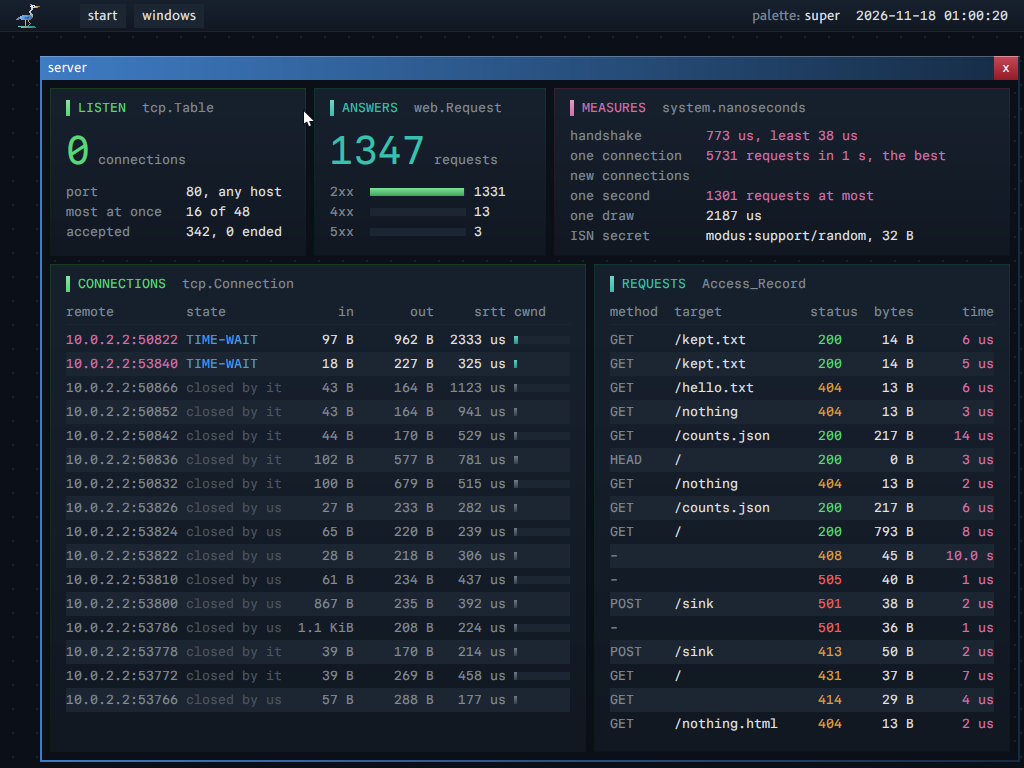 start windows palette: super 2026-11-18 01:00:20
server x
LISTEN tcp.Table
0 connections
port 80, any host
most at once 16 of 48
accepted 342, 0 ended
ANSWERS web.Request
1347 requests
2xx 1331
4xx 13
5xx 3
MEASURES system.nanoseconds
handshake 773 us, least 38 us
one connection 5731 requests in 1 s, the best
new connections
one second 1301 requests at most
one draw 2187 us
ISN secret modus:support/random, 32 B
CONNECTIONS tcp.Connection
remote state in out srtt cwnd
10.0.2.2:50822 TIME-WAIT 97 B 962 B 2333 us
10.0.2.2:53840 TIME-WAIT 18 B 227 B 325 us
10.0.2.2:50866 closed by it 43 B 164 B 1123 us
10.0.2.2:50852 closed by it 43 B 164 B 941 us
10.0.2.2:50842 closed by it 44 B 170 B 529 us
10.0.2.2:50836 closed by it 102 B 577 B 781 us
10.0.2.2:50832 closed by it 100 B 679 B 515 us
10.0.2.2:53826 closed by us 27 B 233 B 282 us
10.0.2.2:53824 closed by us 65 B 220 B 239 us
10.0.2.2:53822 closed by us 28 B 218 B 306 us
10.0.2.2:53810 closed by us 61 B 234 B 437 us
10.0.2.2:53800 closed by us 867 B 235 B 392 us
10.0.2.2:53786 closed by us 1.1 KiB 208 B 224 us
10.0.2.2:53778 closed by it 39 B 170 B 214 us
10.0.2.2:53772 closed by it 39 B 269 B 458 us
10.0.2.2:53766 closed by us 57 B 288 B 177 us
REQUESTS Access_Record
method target status bytes time
GET /kept.txt 200 14 B 6 us
GET /kept.txt 200 14 B 5 us
GET /hello.txt 404 13 B 6 us
GET /nothing 404 13 B 3 us
GET /counts.json 200 217 B 14 us
HEAD / 200 0 B 3 us
GET /nothing 404 13 B 2 us
GET /counts.json 200 217 B 6 us
GET / 200 793 B 8 us
- 408 45 B 10.0 s
- 505 40 B 1 us
POST /sink 501 38 B 2 us
- 501 36 B 1 us
POST /sink 413 50 B 2 us
GET / 431 37 B 7 us
GET 414 29 B 4 us
GET /nothing.html 404 13 B 2 us